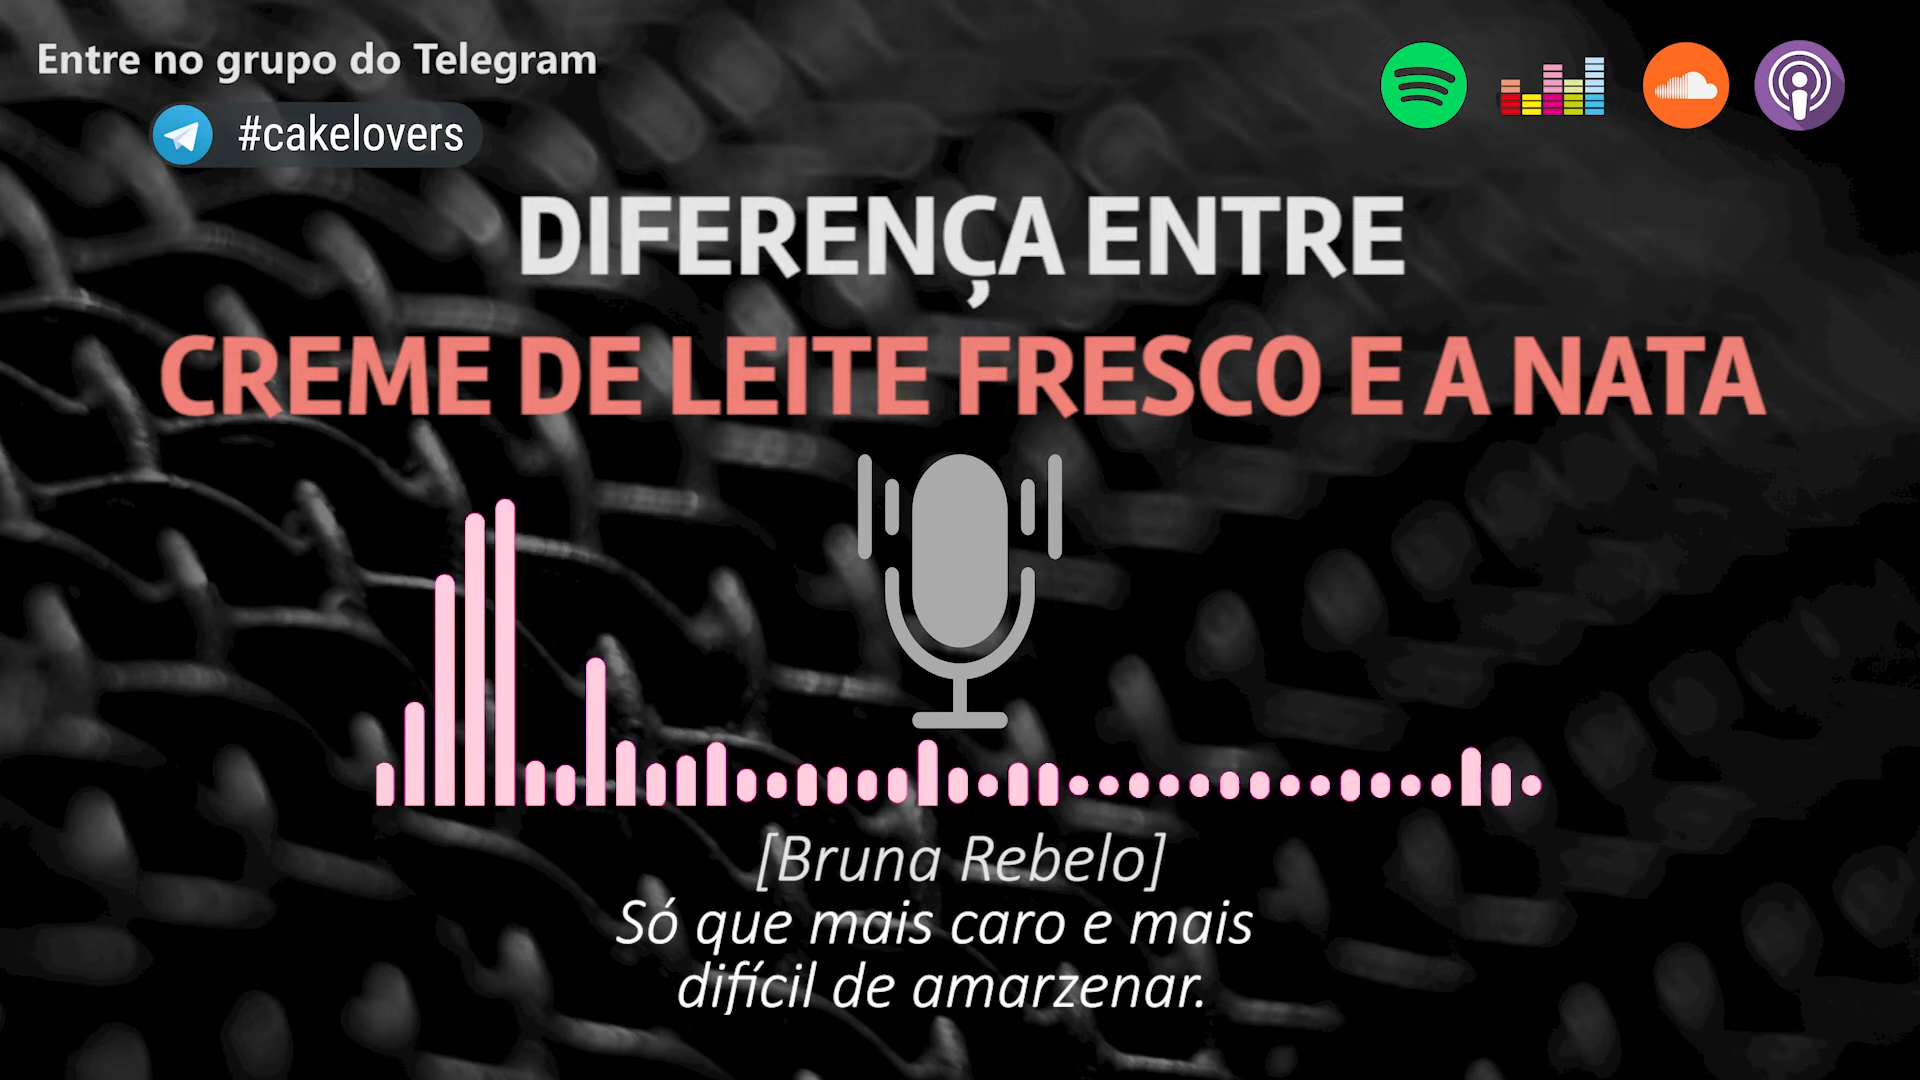 Entre no grupo do Telegram
#cakelovers
DIFERENÇA ENTRE
CREME DE LEITE FRESCO E A NATA
[Bruna Rebelo]
Só que mais caro e mais
difícil de amarzenar.